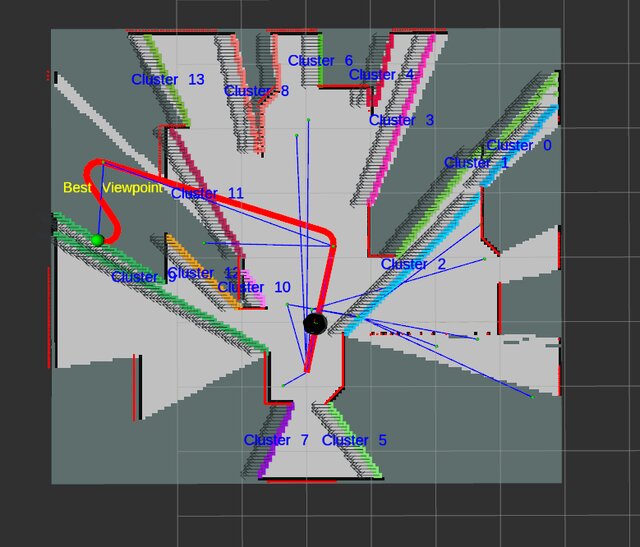 Cluster 6
Cluster 4
Cluster 13
Cluster 8
Cluster 3
Cluster 0
Cluster 1
Best Viewpoint
Cluster 11
Cluster 2
Cluster 9
Cluster 12
Cluster 10
Cluster 7
Cluster 5